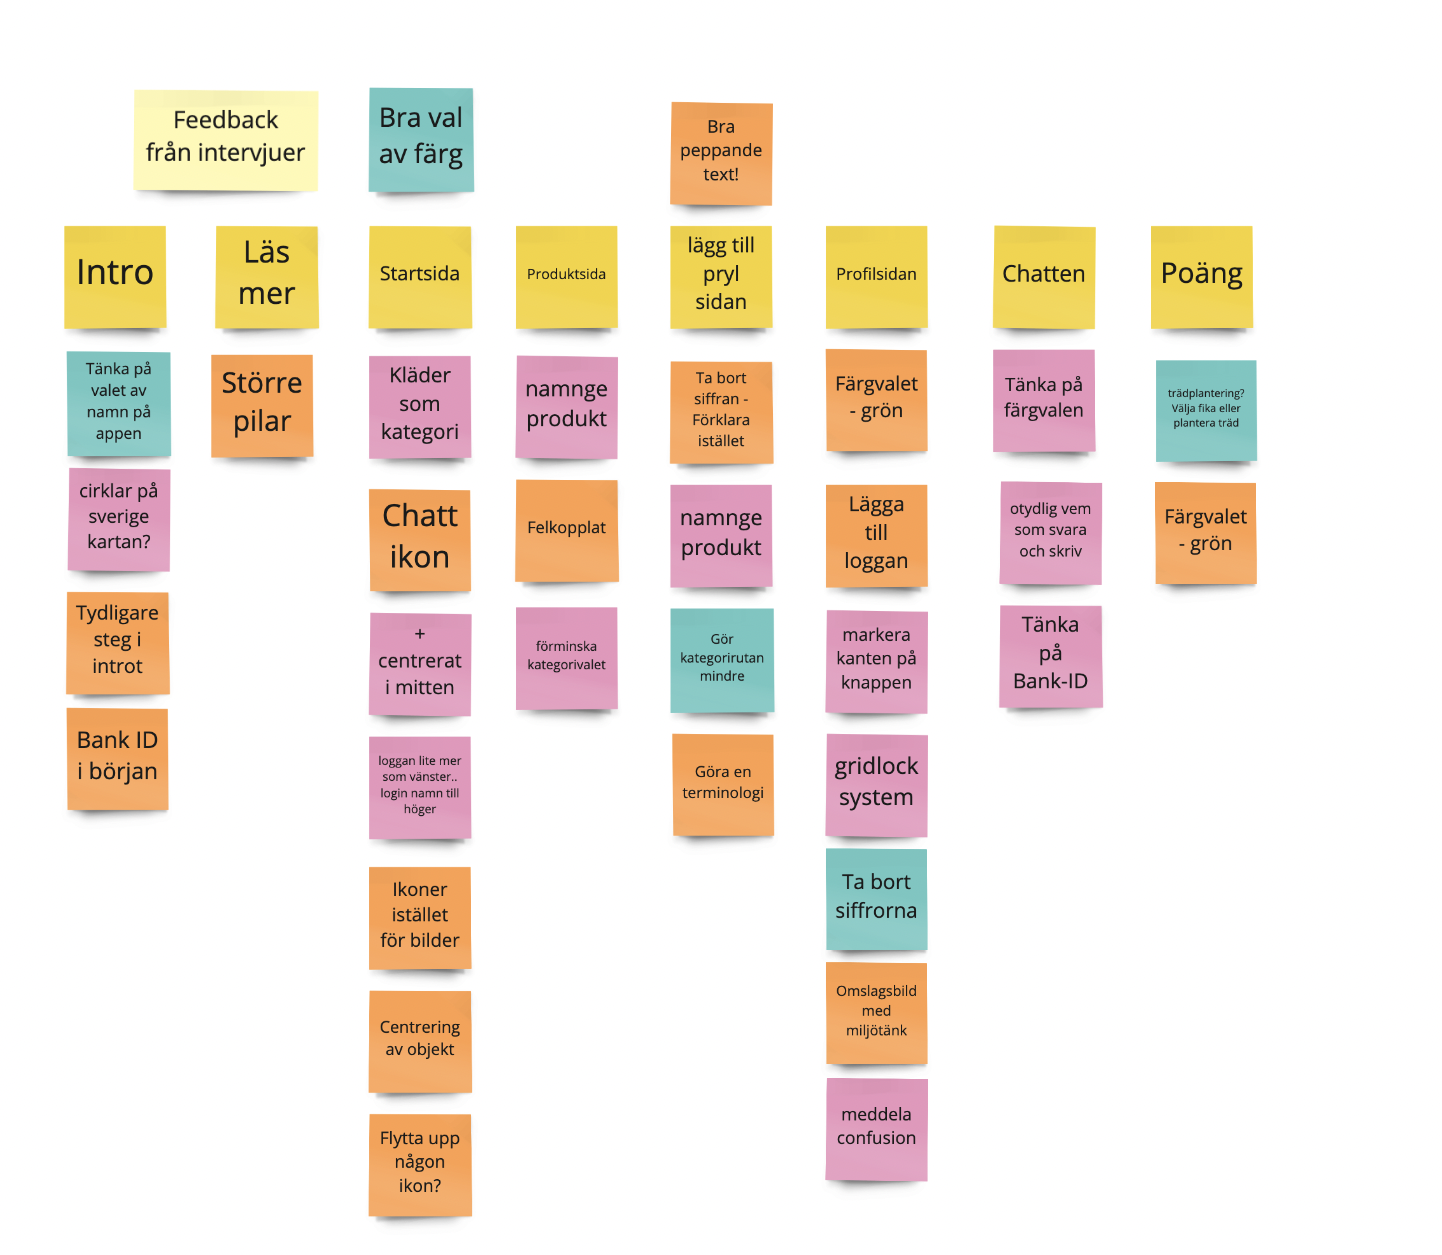 Feedback
från intervjuer
Bra val
av färg
Bra
peppande
text!
Intro
Läs
mer
Startsida
Produktsida
lägg till
pryl
sidan
Profilsidan
Chatten
Poäng
Tänka på
valet av
namn på
appen
cirklar på
sverige
kartan?
Tydligare
steg i
introt
Bank ID
i början
Större
pilar
Kläder
som
kategori
Chatt
ikon
+
centrerat
i mitten
loggan lite mer
som vänster..
login namn till
höger
Ikoner
istället
för bilder
Centrering
av objekt
Flytta upp
någon
ikon?
namnge
produkt
Felkopplat
förminska
kategorivalet
Ta bort
siffran -
Förklara
istället
namnge
produkt
Gör
kategorirutan
mindre
Göra en
terminologi
Färgvalet
- grön
Lägga
till
loggan
markera
kanten på
knappen
gridlock
system
Ta bort
siffrorna
Omslagsbild
med
miljötänk
meddela
confusion
Tänka på
färgvalen
otydlig vem
som svara
och skriv
Tänka
på
Bank-ID
trädplantering?
Välja fika eller
plantera träd
Färgvalet
- grön